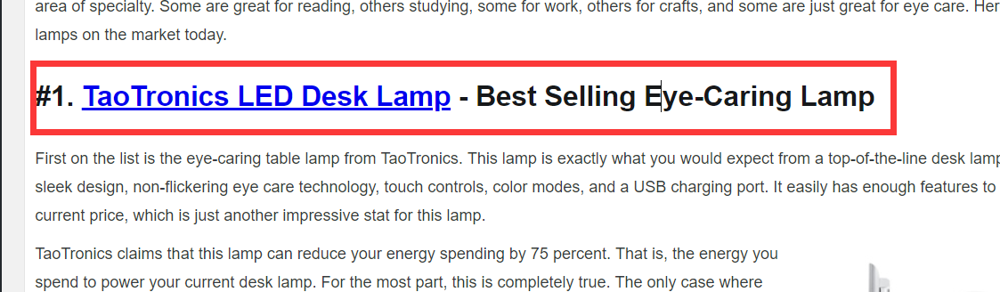 area of specialty. Some are great for reading, others studying, some for work, others for crafts, and some are just great for eye care. Her
lamps on the market today.
#1. TaoTronics LED Desk Lamp - Best Selling Eye-Caring Lamp
First on the list is the eye-caring table lamp from TaoTronics. This lamp is exactly what you would expect from a top-of-the-line desk lamp
sleek design, non-flickering eye care technology, touch controls, color modes, and a USB charging port. It easily has enough features to
current price, which is just another impressive stat for this lamp.
TaoTronics claims that this lamp can reduce your energy spending by 75 percent. That is, the energy you
spend to power your current desk lamp. For the most part, this is completely true. The only case where